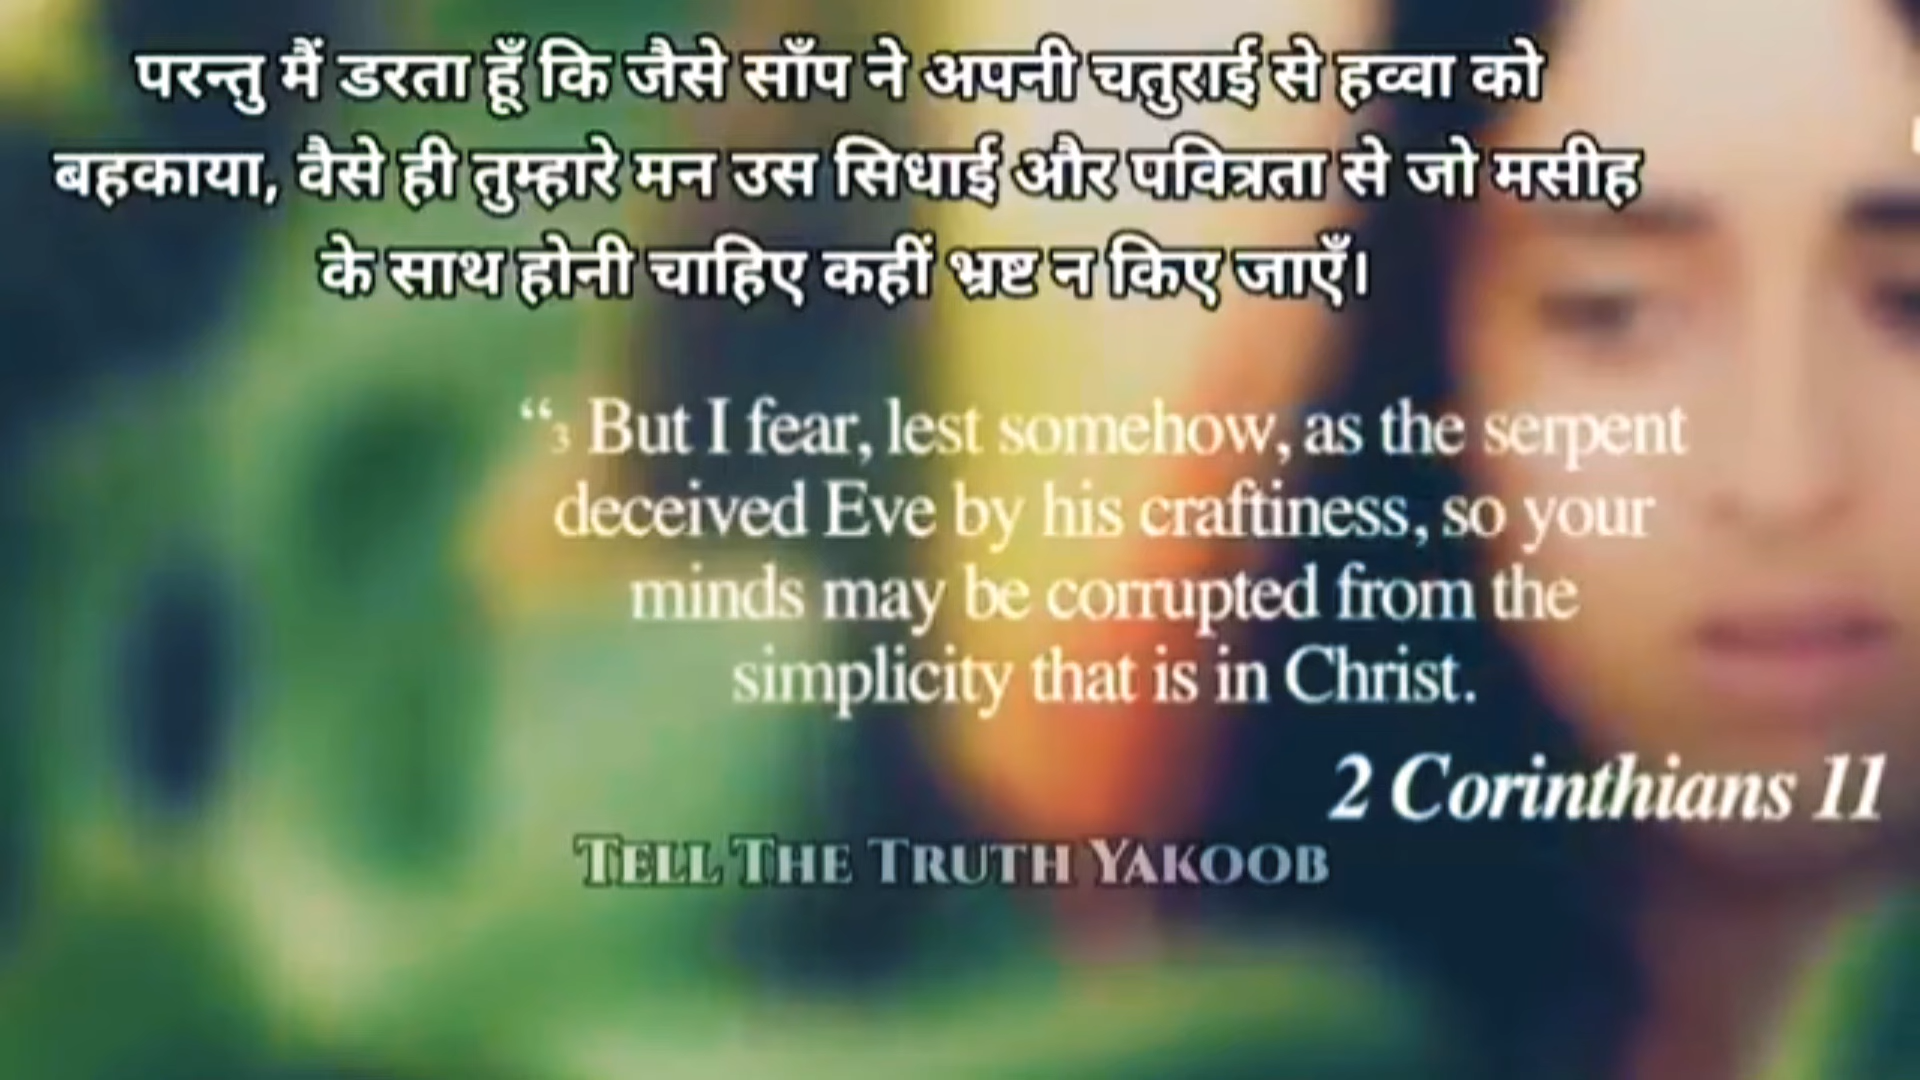 परन्तु मैं डरता हूँ कि जैसे साँप ने अपनी चतुराई से हव्वा को
बहकाया, वैसे ही तुम्हारे मन उस सिधाई और पवित्रता से जो मसीह
के साथ होनी चाहिए कहीं भ्रष्ट न किए जाएँ।
“3 But I fear, lest somehow, as the serpent
deceived Eve by his craftiness, so your
minds may be corrupted from the
simplicity that is in Christ.
2 Corinthians 11
TELL THE TRUTH YAKOOB